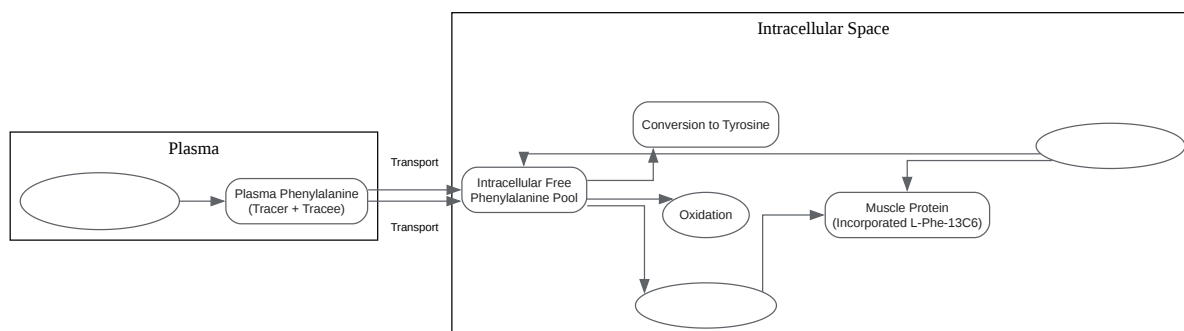 Intracellular Space
Plasma
Transport
Plasma Phenylalanine
(Tracer + Tracee)
Transport
Conversion to Tyrosine
Intracellular Free
Phenylalanine Pool
Oxidation
Muscle Protein
(Incorporated L-Phe-13C6)